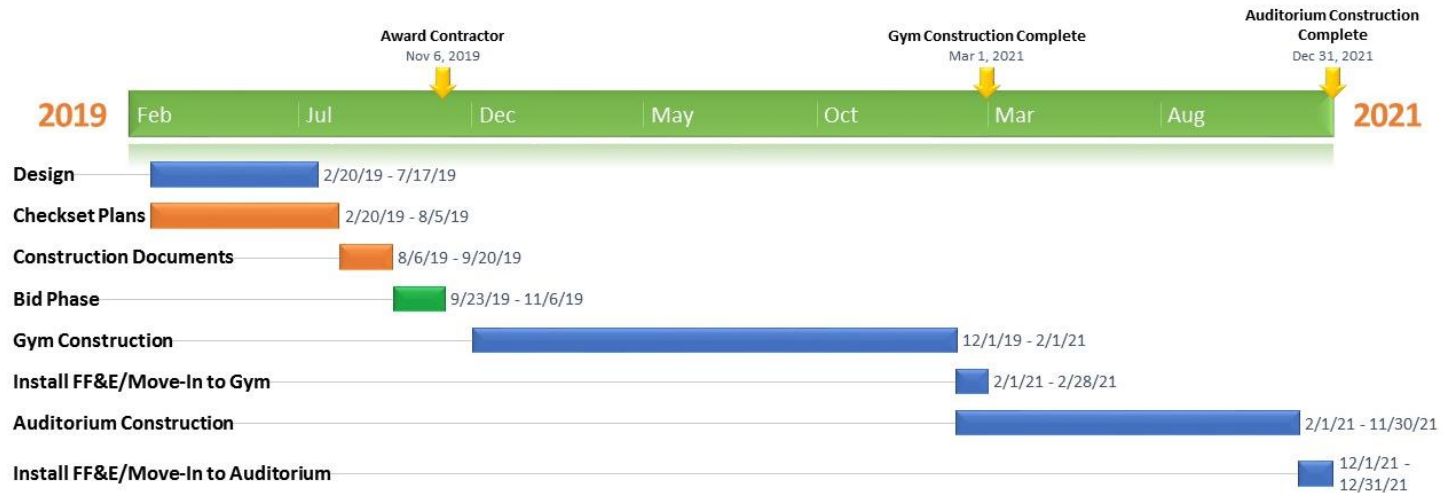 Award Contractor
Nov 6, 2019
Gym Construction Complete
Mar 1, 2021
Auditorium Construction
Complete
Dec 31, 2021
2019 Feb Jul Dec May Oct Mar Aug 2021
Design 2/20/19 - 7/17/19
Checkset Plans 2/20/19 - 8/5/19
Construction Documents 8/6/19 - 9/20/19
Bid Phase 9/23/19 - 11/6/19
Gym Construction 12/1/19 - 2/1/21
Install FF&E/Move-In to Gym 2/1/21 - 2/28/21
Auditorium Construction 2/1/21 - 11/30/21
Install FF&E/Move-In to Auditorium 12/1/21 -
12/31/21